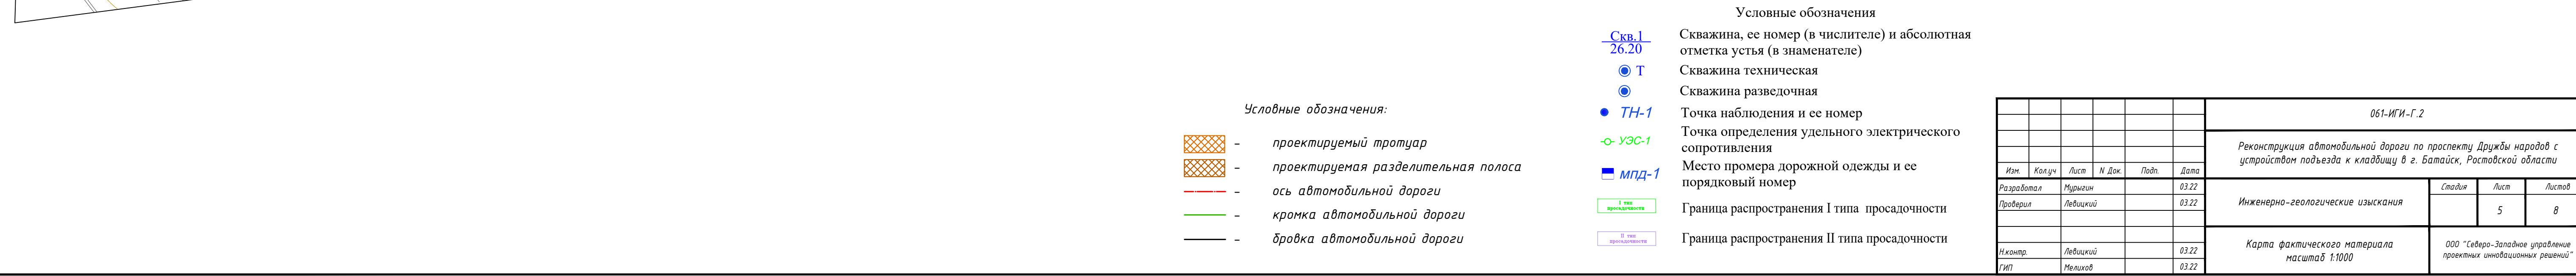 Условные обозначения
Скв.1
26.20
Скважина, ее номер (в числителе) и абсолютная
отметка устья (в знаменателе)
Т
Скважина техническая
Скважина разведочная
ТН-1
Точка наблюдения и ее номер
УЭС-1
Точка определения удельного электрического
сопротивления
мпд-1
Место промера дорожной одежды и ее
порядковый номер
I тип
просадочности
Граница распространения I типа просадочности
II тип
просадочности
Граница распространения II типа просадочности
Условные обозначения:
- проектируемый тротуар
- проектируемая разделительная полоса
- ось автомобильной дороги
- кромка автомобильной дороги
- бровка автомобильной дороги
061-ИГИ-Г.2
Реконструкция автомобильной дороги по проспекту Дружбы народов с
устройством подъезда к кладбищу в г. Батайск, Ростовской области
Изм. Кол.уч Лист N Док. Подп. Дата
Разработал Мурыгин 03.22
Проверил Левицкий 03.22
Н.контр. Левицкий 03.22
ГИП Мелихов 03.22
Инженерно-геологические изыскания
Стадия Лист Листов
5 8
Карта фактического материала
масштаб 1:1000
ООО "Северо-Западное управление
проектных инновационных решений"